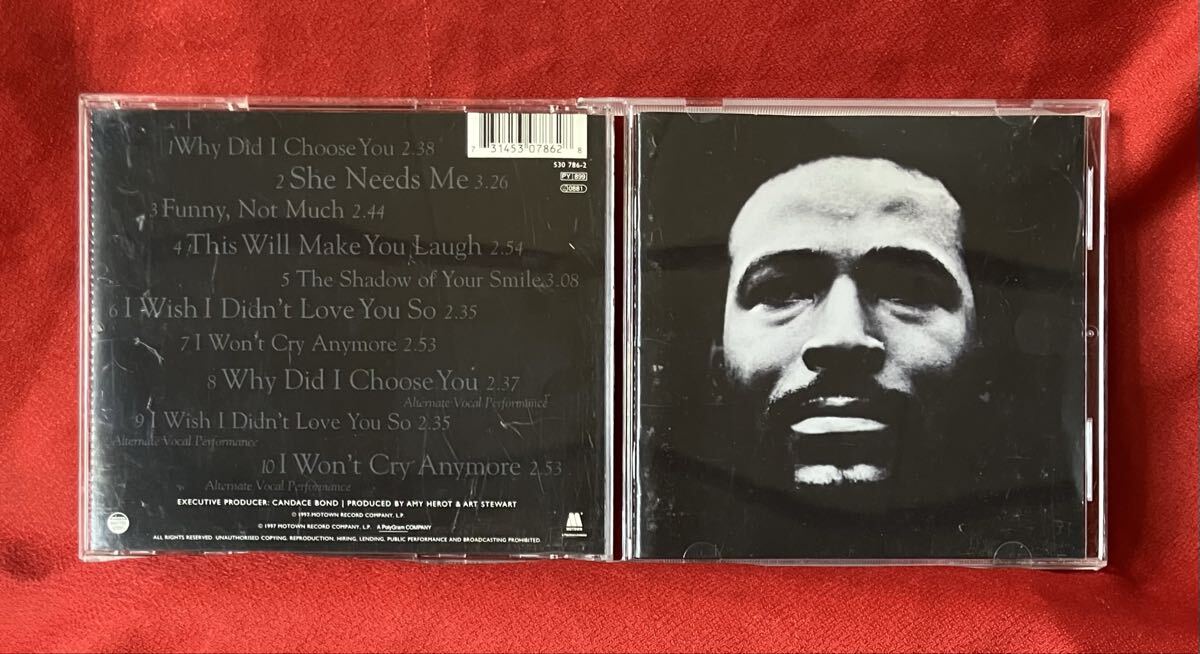 1 Why Did I Choose You 2.38
2 She Needs Me 3.26
3 Funny, Not Much 2.44
4 This Will Make You Laugh 2.54
5 The Shadow of Your Smile 3.08
6 I Wish I Didn't Love You So 2.35
7 I Won't Cry Anymore 2.53
8 Why Did I Choose You 2.37
Alternate Vocal Performance
9 I Wish I Didn't Love You So 2.35
Alternate Vocal Performance
10 I Won't Cry Anymore 2.53
Alternate Vocal Performance
EXECUTIVE PRODUCER: CANDACE BOND | PRODUCED BY AMY HEROT & ART STEWART
℗ 1997 MOTOWN RECORD COMPANY, L.P.
© 1997 MOTOWN RECORD COMPANY, L.P. A PolyGram COMPANY
ALL RIGHTS RESERVED. UNAUTHORISED COPYING, REPRODUCTION, HIRING, LENDING, PUBLIC PERFORMANCE AND BROADCASTING PROHIBITED.
MOTOWN
7 31453 07862 8
530 786-2
PY 899
0881